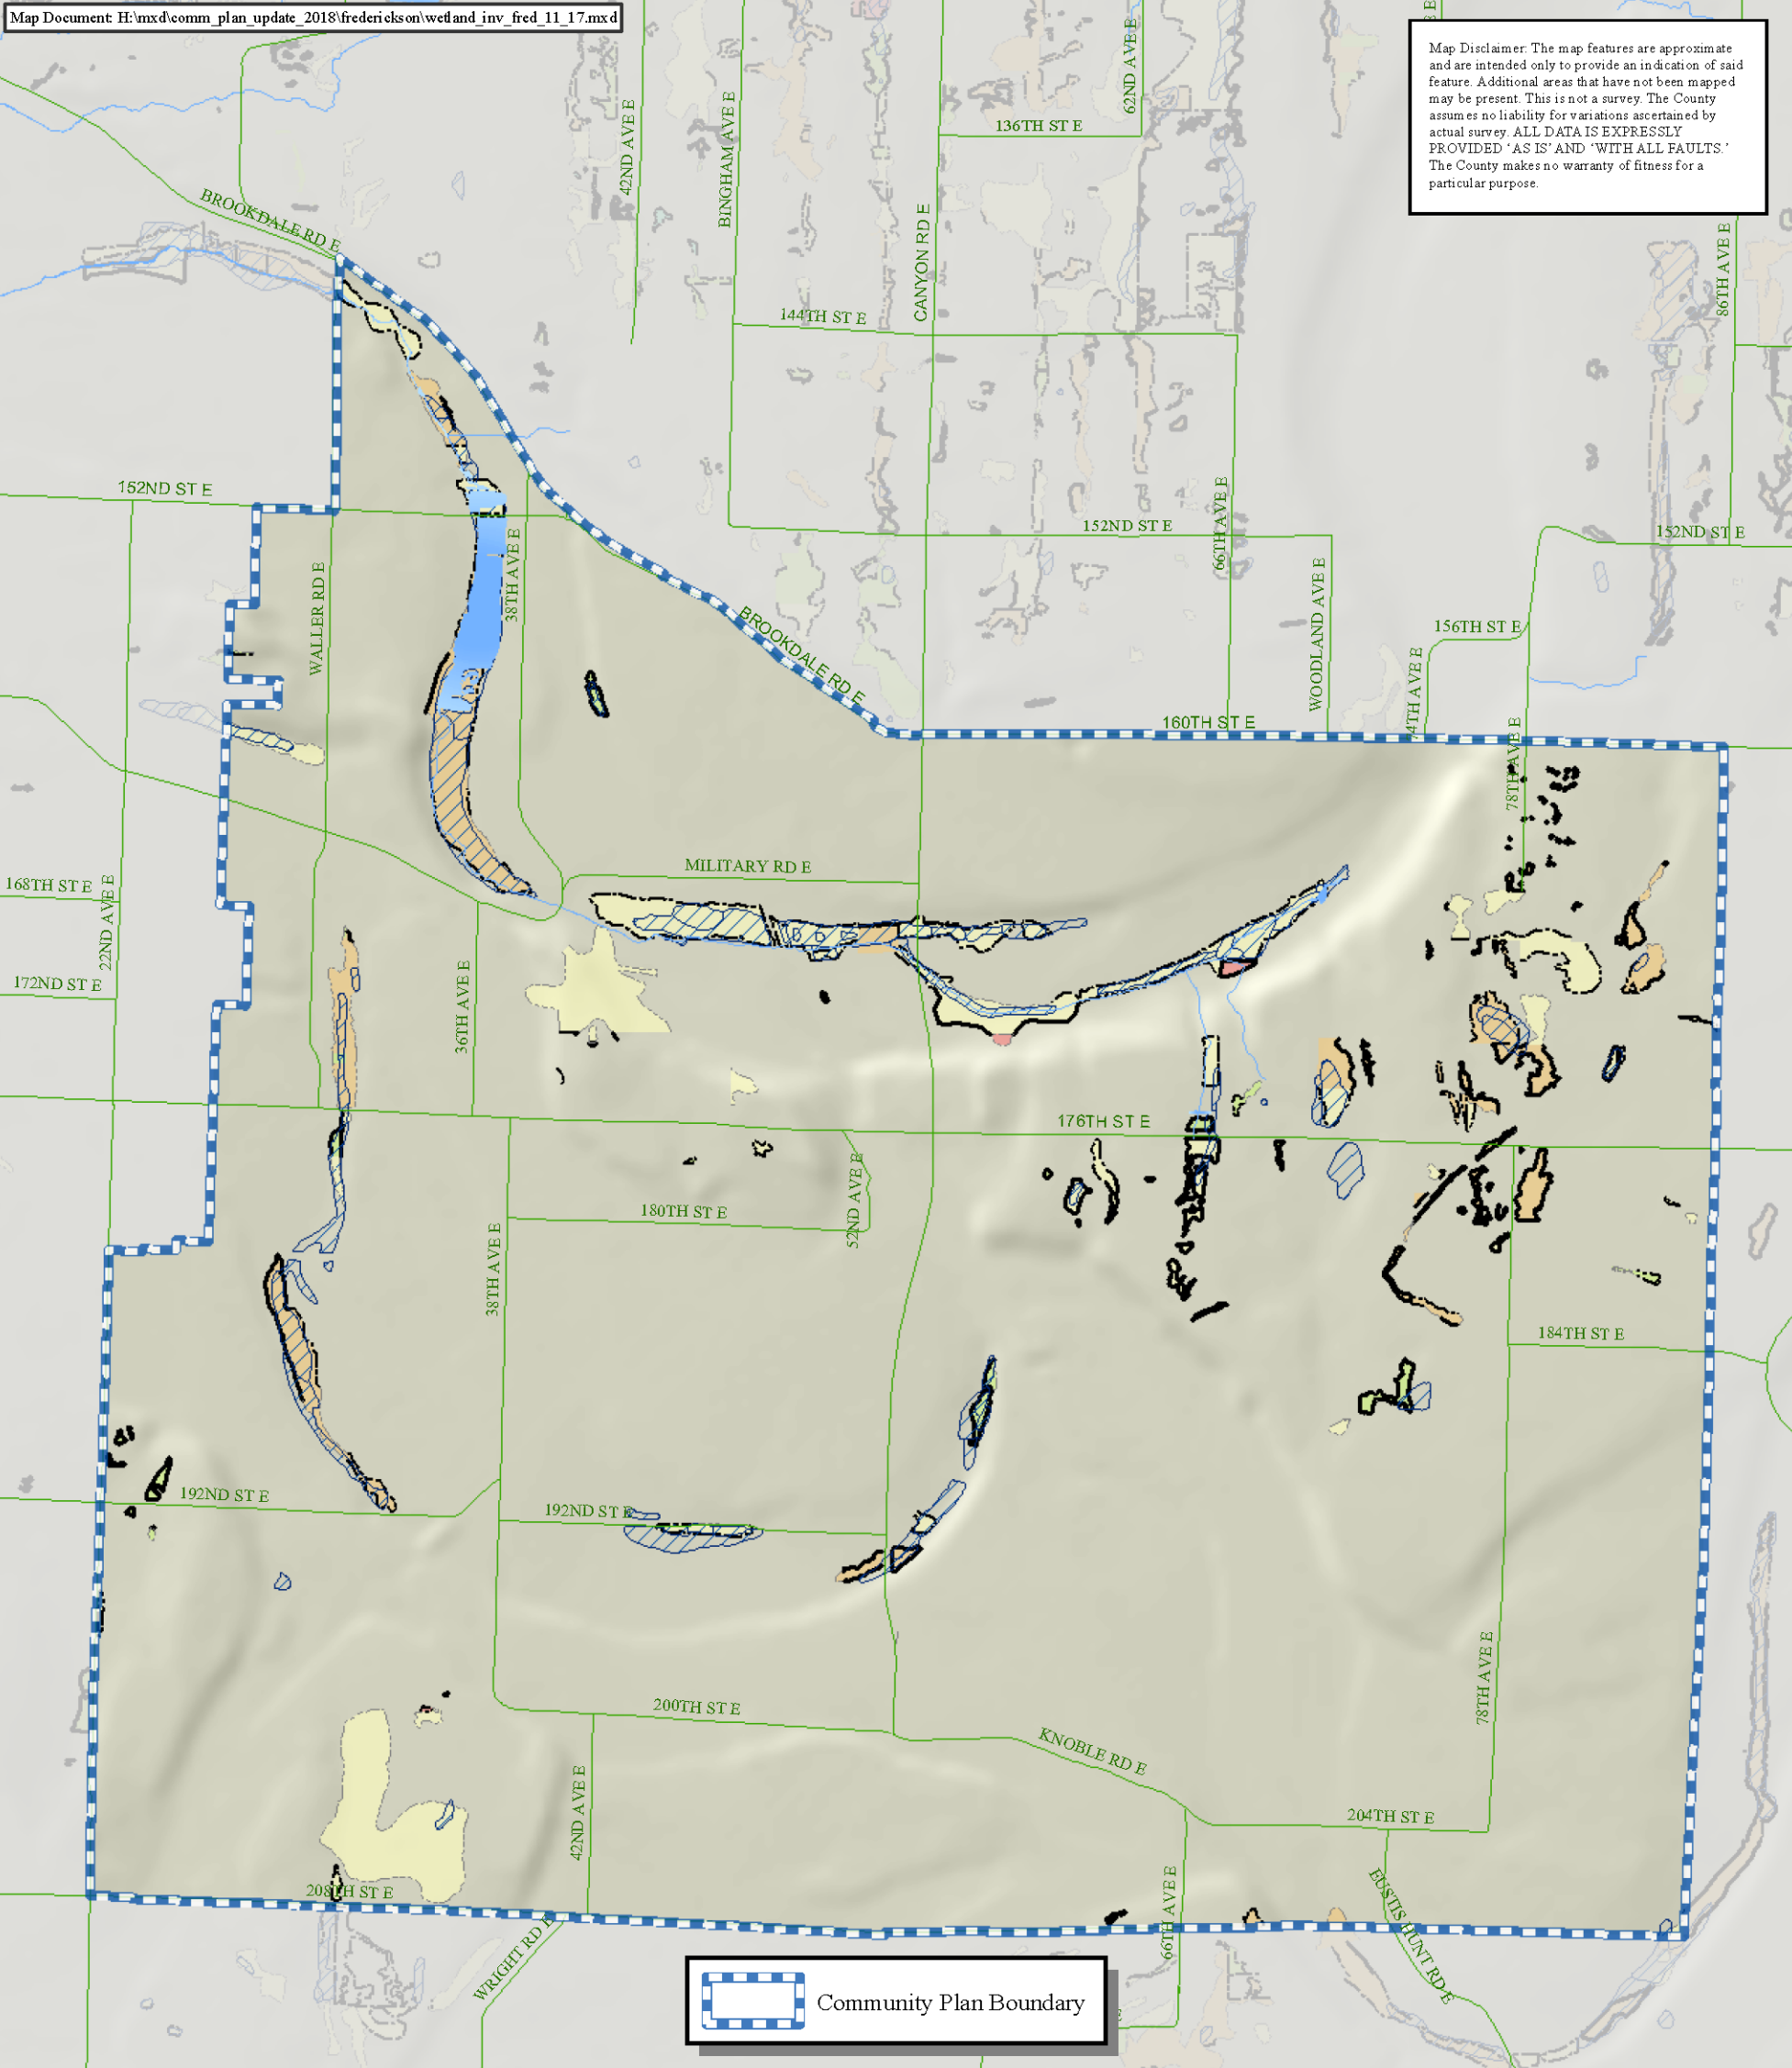 Map Document: H:\mxd\comm_plan_update_2018\frederickson\wetland_inv_fred_11_17.mxd
Map Disclaimer: The map features are approximate
and are intended only to provide an indication of said
feature. Additional areas that have not been mapped
may be present. This is not a survey. The County
assumes no liability for variations ascertained by
actual survey. ALL DATA IS EXPRESSLY
PROVIDED ‘AS IS’ AND ‘WITH ALL FAULTS.’
The County makes no warranty of fitness for a
particular purpose.
62ND AVE E
136TH ST E
42ND AVE E
BINGHAM AVE E
BROOKDALE RD E
CANYON RD E
86TH AVE E
144TH ST E
152ND ST E
152ND ST E
152ND ST E
66TH AVE E
38TH AVE E
WALLER RD E
WOODLAND AVE E
BROOKDALE RD E
156TH ST E
74TH AVE E
160TH ST E
78TH AVE E
MILITARY RD E
168TH ST E
22ND AVE E
172ND ST E
36TH AVE E
176TH ST E
180TH ST E
52ND AVE E
38TH AVE E
184TH ST E
192ND ST E
192ND ST E
78TH AVE E
200TH ST E
KNOBLE RD E
42ND AVE E
204TH ST E
208TH ST E
66TH AVE E
EUSTIS HUNT RD E
WRIGHT RD E
Community Plan Boundary
E
E